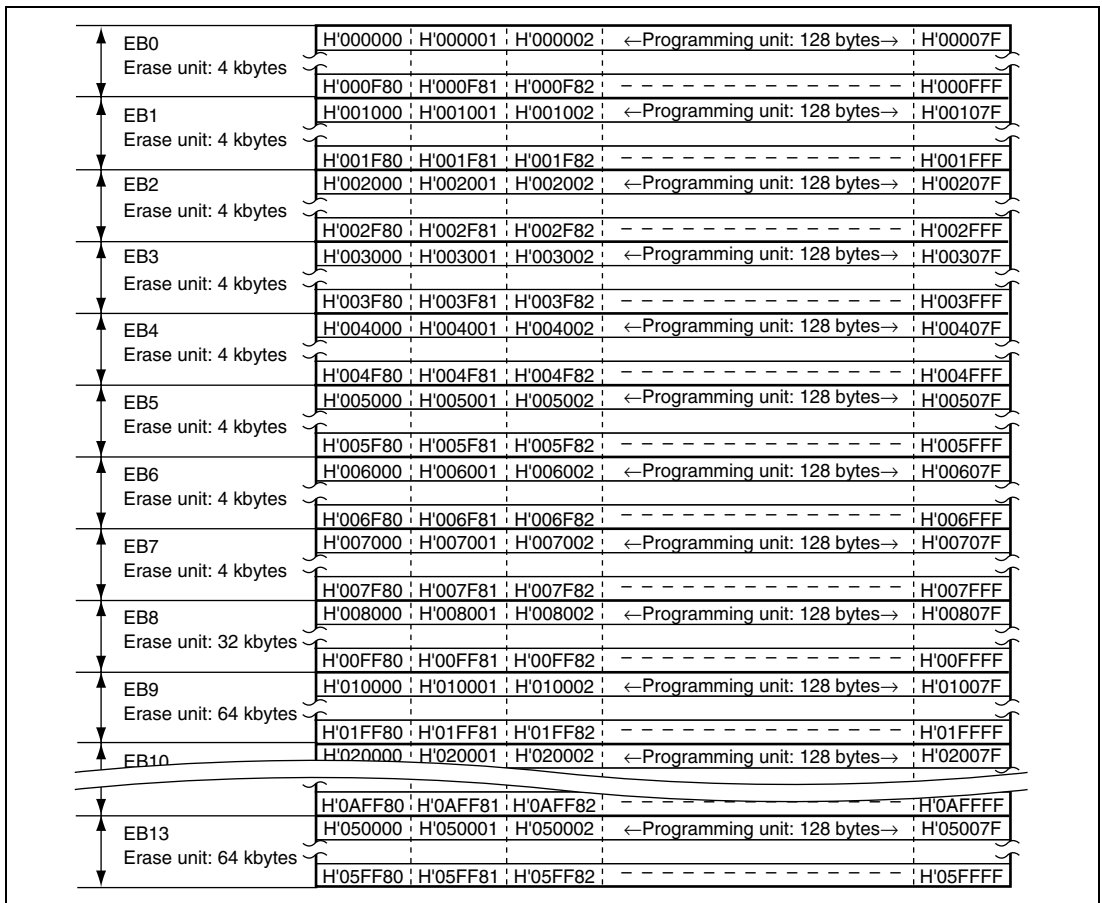 EB0 H'000000 H'000001 H'000002 ←Programming unit: 128 bytes→ H'00007F
Erase unit: 4 kbytes
H'000F80 H'000F81 H'000F82 – – – – – – – – – – – – – – H'000FFF
EB1 H'001000 H'001001 H'001002 ←Programming unit: 128 bytes→ H'00107F
Erase unit: 4 kbytes
H'001F80 H'001F81 H'001F82 – – – – – – – – – – – – – – H'001FFF
EB2 H'002000 H'002001 H'002002 ←Programming unit: 128 bytes→ H'00207F
Erase unit: 4 kbytes
H'002F80 H'002F81 H'002F82 – – – – – – – – – – – – – – H'002FFF
EB3 H'003000 H'003001 H'003002 ←Programming unit: 128 bytes→ H'00307F
Erase unit: 4 kbytes
H'003F80 H'003F81 H'003F82 – – – – – – – – – – – – – – H'003FFF
EB4 H'004000 H'004001 H'004002 ←Programming unit: 128 bytes→ H'00407F
Erase unit: 4 kbytes
H'004F80 H'004F81 H'004F82 – – – – – – – – – – – – – – H'004FFF
EB5 H'005000 H'005001 H'005002 ←Programming unit: 128 bytes→ H'00507F
Erase unit: 4 kbytes
H'005F80 H'005F81 H'005F82 – – – – – – – – – – – – – – H'005FFF
EB6 H'006000 H'006001 H'006002 ←Programming unit: 128 bytes→ H'00607F
Erase unit: 4 kbytes
H'006F80 H'006F81 H'006F82 – – – – – – – – – – – – – – H'006FFF
EB7 H'007000 H'007001 H'007002 ←Programming unit: 128 bytes→ H'00707F
Erase unit: 4 kbytes
H'007F80 H'007F81 H'007F82 – – – – – – – – – – – – – – H'007FFF
EB8 H'008000 H'008001 H'008002 ←Programming unit: 128 bytes→ H'00807F
Erase unit: 32 kbytes
H'00FF80 H'00FF81 H'00FF82 – – – – – – – – – – – – – – H'00FFFF
EB9 H'010000 H'010001 H'010002 ←Programming unit: 128 bytes→ H'01007F
Erase unit: 64 kbytes
H'01FF80 H'01FF81 H'01FF82 – – – – – – – – – – – – – – H'01FFFF
EB10 H'020000 H'020001 H'020002 ←Programming unit: 128 bytes→ H'02007F
H'0AFF80 H'0AFF81 H'0AFF82 – – – – – – – – – – – – – – H'0AFFFF
EB13 H'050000 H'050001 H'050002 ←Programming unit: 128 bytes→ H'05007F
Erase unit: 64 kbytes
H'05FF80 H'05FF81 H'05FF82 – – – – – – – – – – – – – – H'05FFFF